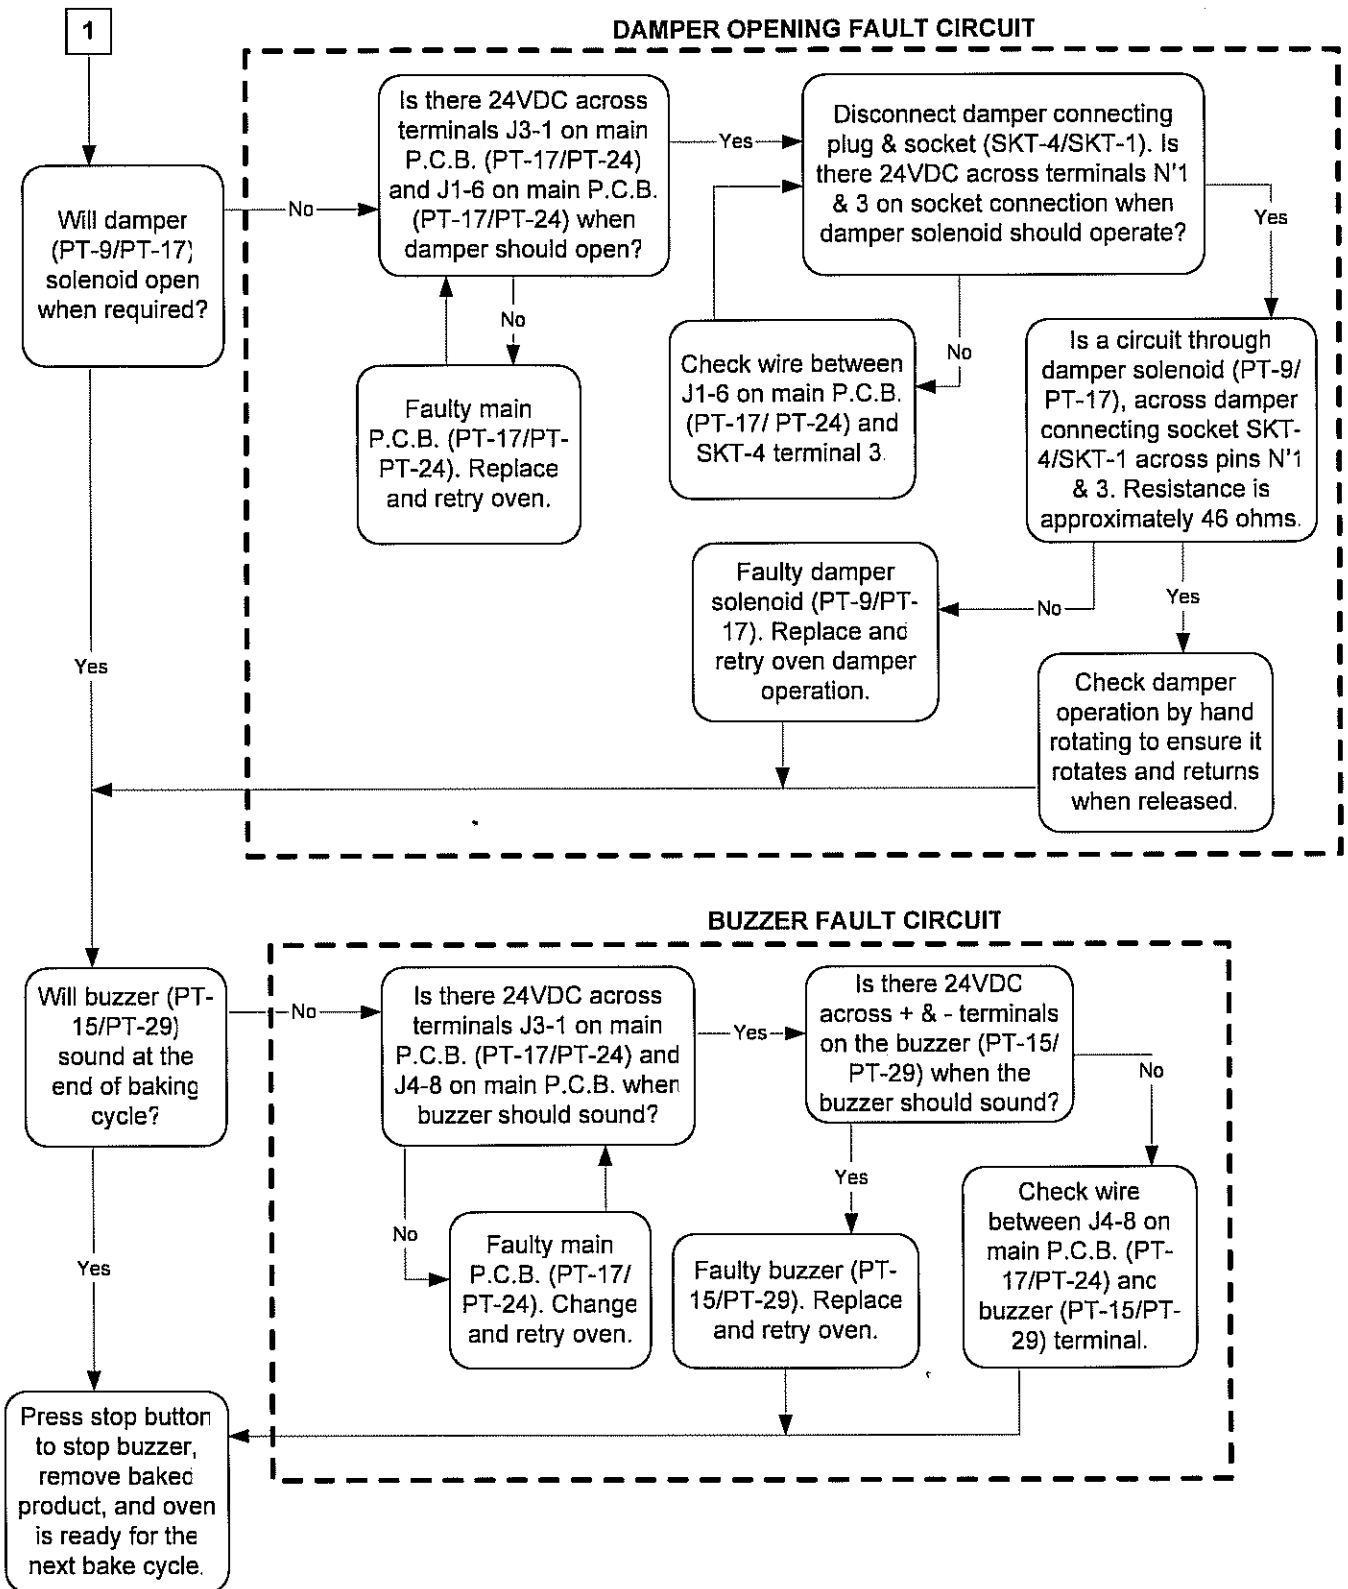 1
DAMPER OPENING FAULT CIRCUIT
Will damper
(PT-9/PT-17)
solenoid open
when required?
No
Is there 24VDC across
terminals J3-1 on main
P.C.B. (PT-17/PT-24)
and J1-6 on main P.C.B.
(PT-17/PT-24) when
damper should open?
Yes
Disconnect damper connecting
plug & socket (SKT-4/SKT-1). Is
there 24VDC across terminals N'1
& 3 on socket connection when
damper solenoid should operate?
Yes
No
Faulty main
P.C.B. (PT-17/PT-
PT-24). Replace
and retry oven.
No
Check wire between
J1-6 on main P.C.B.
(PT-17/ PT-24) and
SKT-4 terminal 3.
Is a circuit through
damper solenoid (PT-9/
PT-17), across damper
connecting socket SKT-
4/SKT-1 across pins N'1
& 3. Resistance is
approximately 46 ohms.
No
Yes
Faulty damper
solenoid (PT-9/PT-
17). Replace and
retry oven damper
operation.
Check damper
operation by hand
rotating to ensure it
rotates and returns
when released.
Yes
BUZZER FAULT CIRCUIT
Will buzzer (PT-
15/PT-29)
sound at the
end of baking
cycle?
No
Is there 24VDC across
terminals J3-1 on main
P.C.B. (PT-17/PT-24) and
J4-8 on main P.C.B. when
buzzer should sound?
Yes
Is there 24VDC
across + & - terminals
on the buzzer (PT-15/
PT-29) when the
buzzer should sound?
No
Yes
No
Faulty main
P.C.B. (PT-17/
PT-24). Change
and retry oven.
Faulty buzzer (PT-
15/PT-29). Replace
and retry oven.
Check wire
between J4-8 on
main P.C.B. (PT-
17/PT-24) and
buzzer (PT-15/PT-
29) terminal.
Yes
Press stop button
to stop buzzer,
remove baked
product, and oven
is ready for the
next bake cycle.